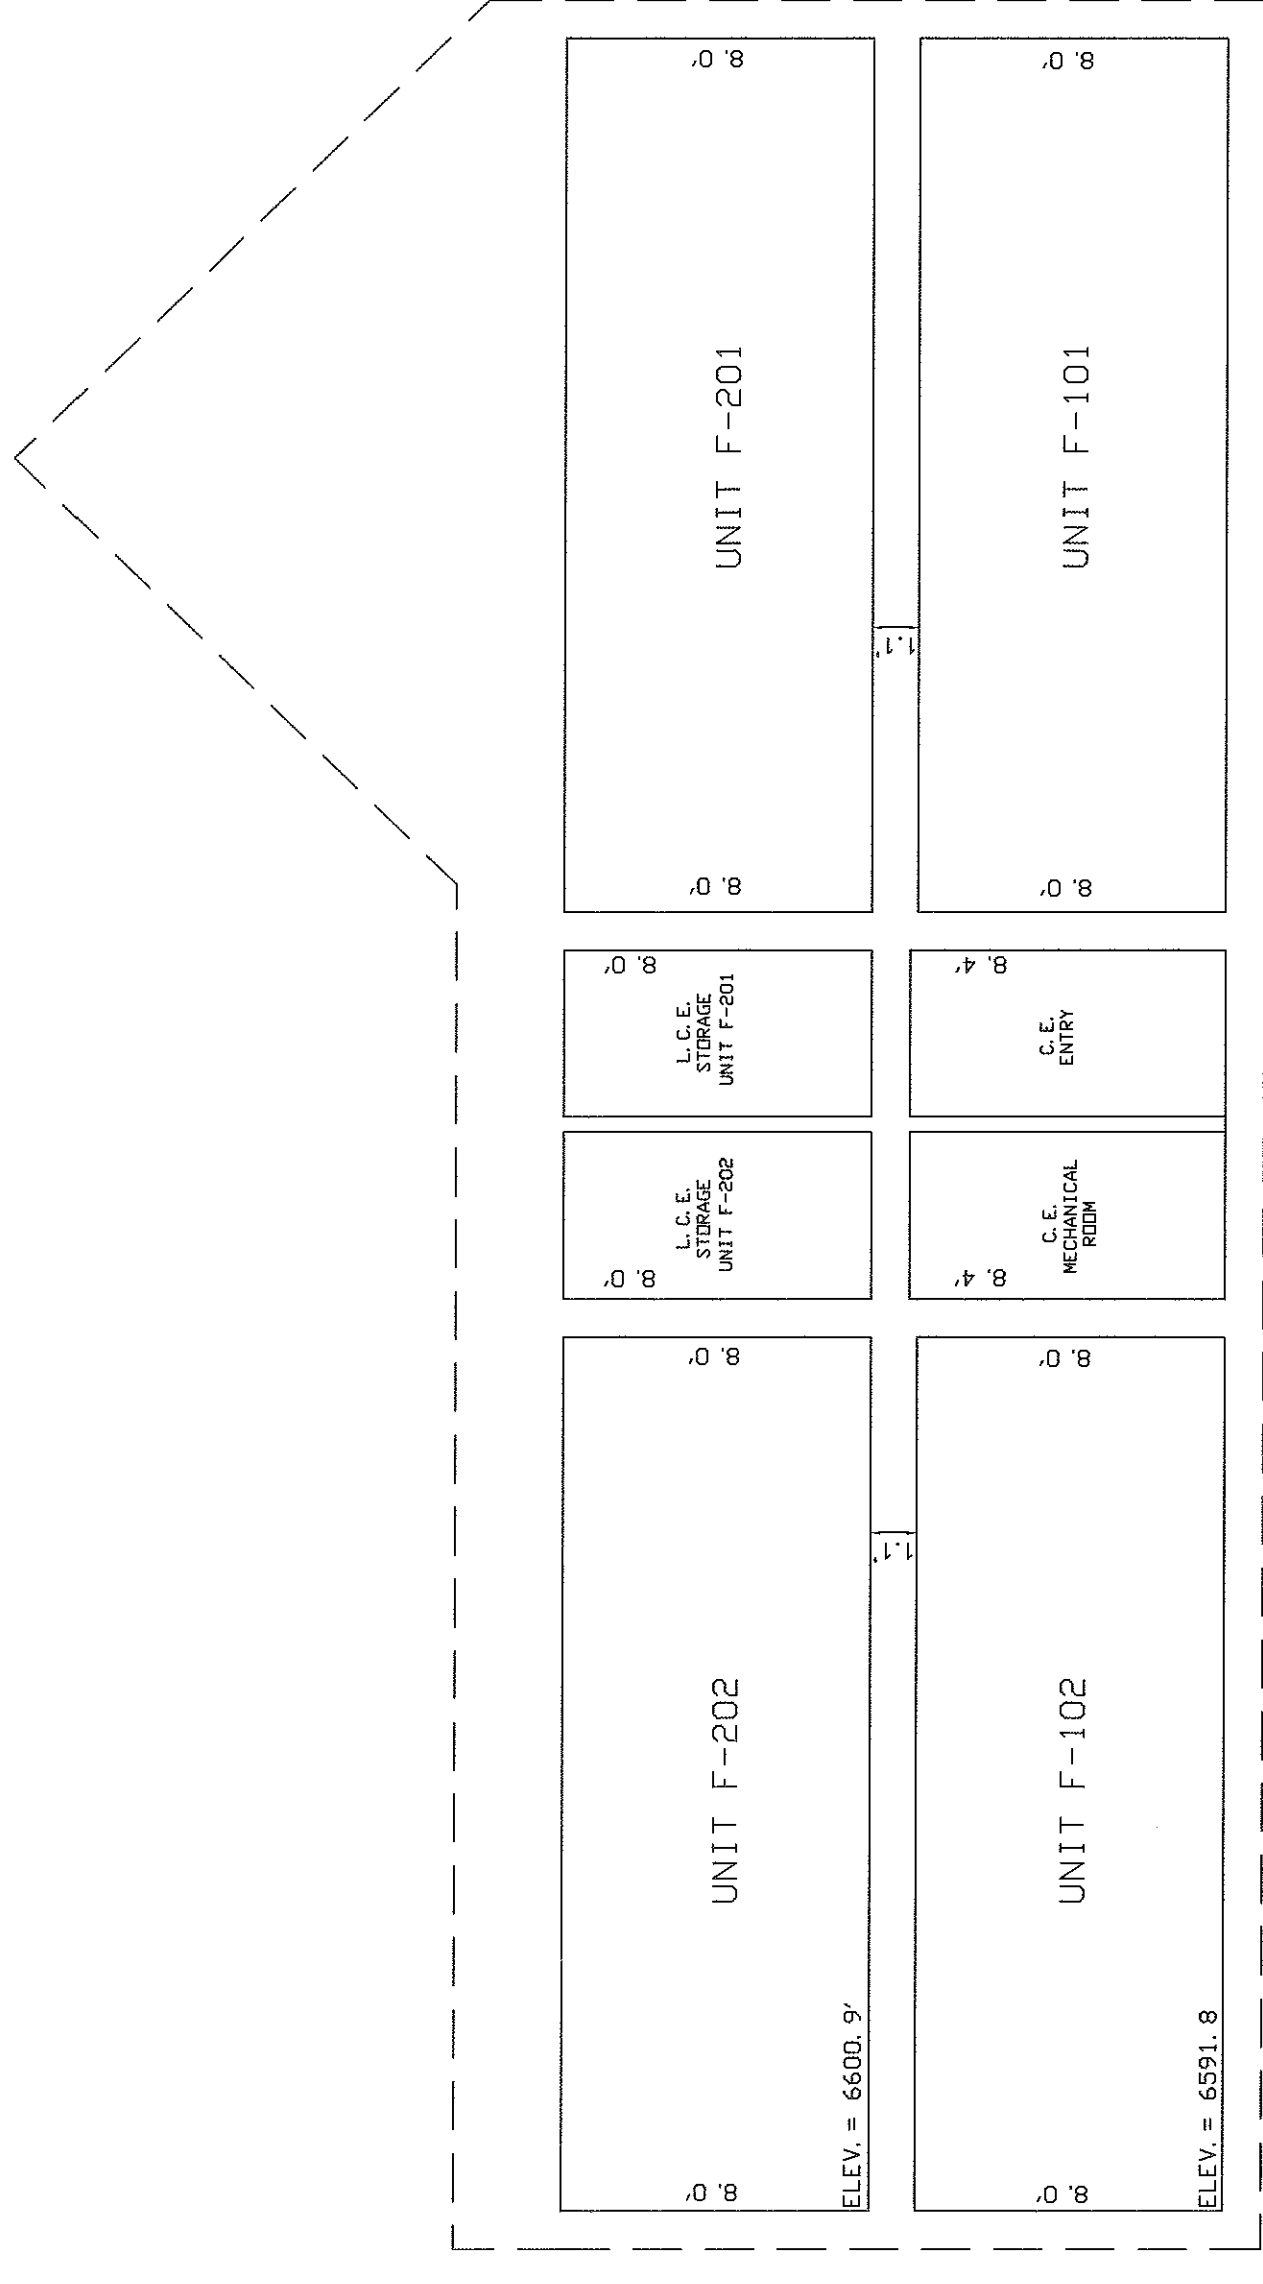 8.0'
8.0'
UNIT F-201
UNIT F-101
1.1'
8.0'
8.0'
8.0'
L.C.E.
STORAGE
UNIT F-201
8.4'
C.E.
ENTRY
L.C.E.
STORAGE
UNIT F-202
8.0'
C.E.
MECHANICAL
ROOM
8.4'
8.0'
8.0'
1.1'
UNIT F-202
UNIT F-102
8.0'
ELEV. = 6600.9'
8.0'
ELEV. = 6591.8